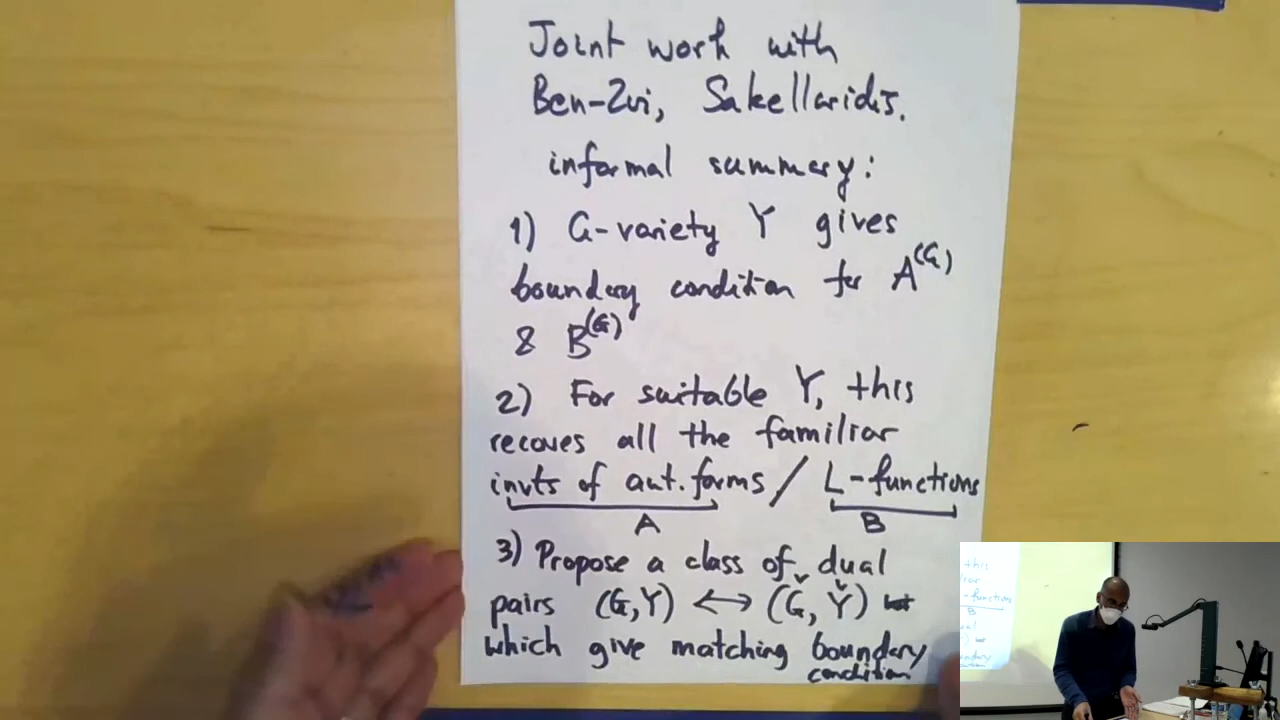 Joint work with
Ben-Zvi, Sakellaridis.
informal summary:
1) G-variety Y gives
boundary condition for A^(G)
& B^(G)
2) For suitable Y, this
recoves all the familiar
invts of aut. forms / L-functions
A B
3) Propose a class of dual
pairs (G,Y) ↔ (Ǧ, Y̌)
which give matching boundary
condition